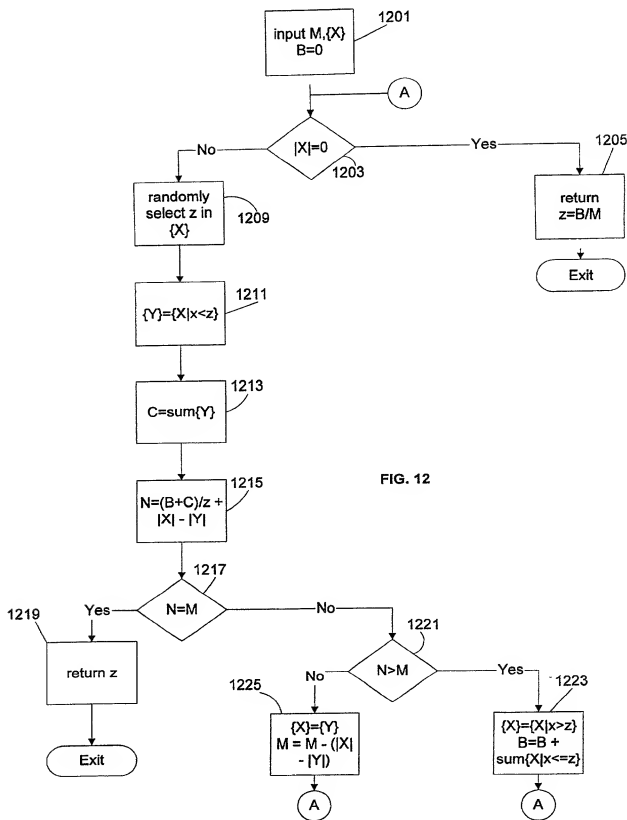 1201
input M,{X}
B=0
A
|X|=0
No
Yes
1203
1205
return
z=B/M
Exit
randomly
select z in
{X}
1209
{Y}={X|x<z}
1211
C=sum{Y}
1213
N=(B+C)/z +
|X| - |Y|
1215
FIG. 12
1217
N=M
Yes
No
1219
return z
Exit
1221
N>M
No
Yes
1225
{X}={Y}
M = M - (|X|
- |Y|)
A
1223
{X}={X|x>z}
B=B +
sum{X|x<=z}
A